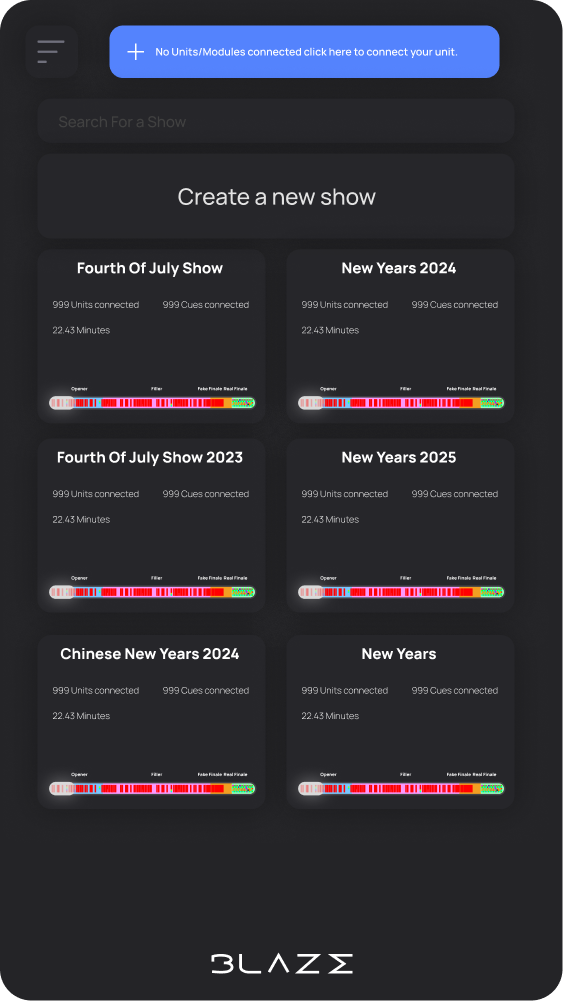 No Units/Modules connected click here to connect your unit.
Search For a Show
Create a new show
Fourth Of July Show
999 Units connected 999 Cues connected
22.43 Minutes
Opener Filler Fake Finale Real Finale
New Years 2024
999 Units connected 999 Cues connected
22.43 Minutes
Opener Filler Fake Finale Real Finale
Fourth Of July Show 2023
999 Units connected 999 Cues connected
22.43 Minutes
Opener Filler Fake Finale Real Finale
New Years 2025
999 Units connected 999 Cues connected
22.43 Minutes
Opener Filler Fake Finale Real Finale
Chinese New Years 2024
999 Units connected 999 Cues connected
22.43 Minutes
Opener Filler Fake Finale Real Finale
New Years
999 Units connected 999 Cues connected
22.43 Minutes
Opener Filler Fake Finale Real Finale
BLAZE